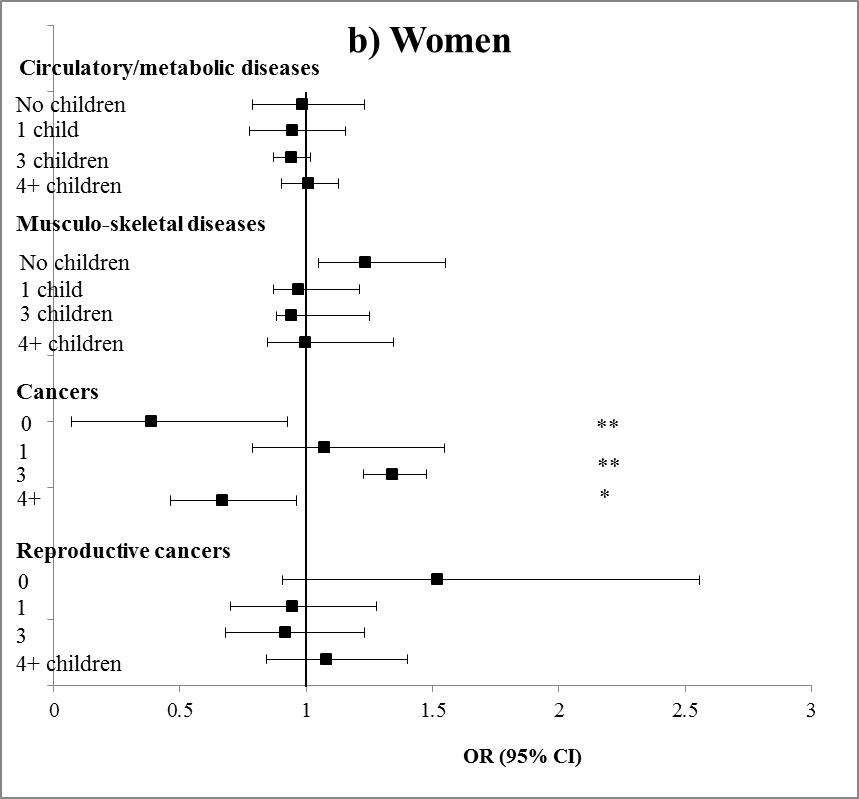 b) Women
Circulatory/metabolic diseases
No children
1 child
3 children
4+ children
Musculo-skeletal diseases
No children
1 child
3 children
4+ children
Cancers
0 **
1
3 **
4+ *
Reproductive cancers
0
1
3
4+ children
0 0.5 1 1.5 2 2.5 3
OR (95% CI)